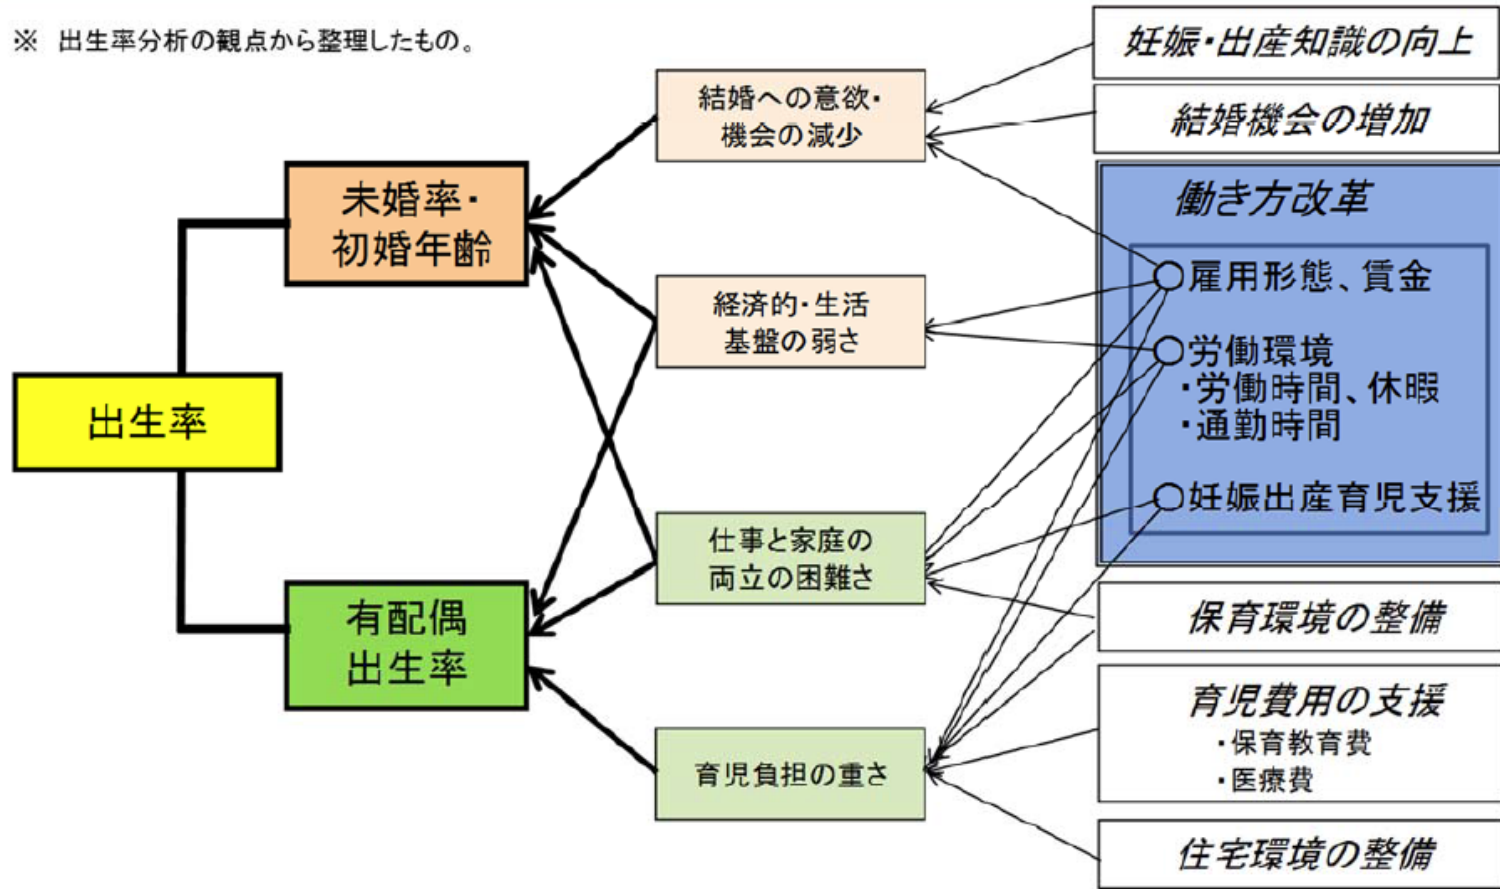 ※ 出生率分析の観点から整理したもの。
出生率
未婚率・
初婚年齢
有配偶
出生率
結婚への意欲・
機会の減少
経済的・生活
基盤の弱さ
仕事と家庭の
両立の困難さ
育児負担の重さ
妊娠・出産知識の向上
結婚機会の増加
働き方改革
○雇用形態、賃金
○労働環境
・労働時間、休暇
・通勤時間
○妊娠出産育児支援
保育環境の整備
育児費用の支援
・保育教育費
・医療費
住宅環境の整備